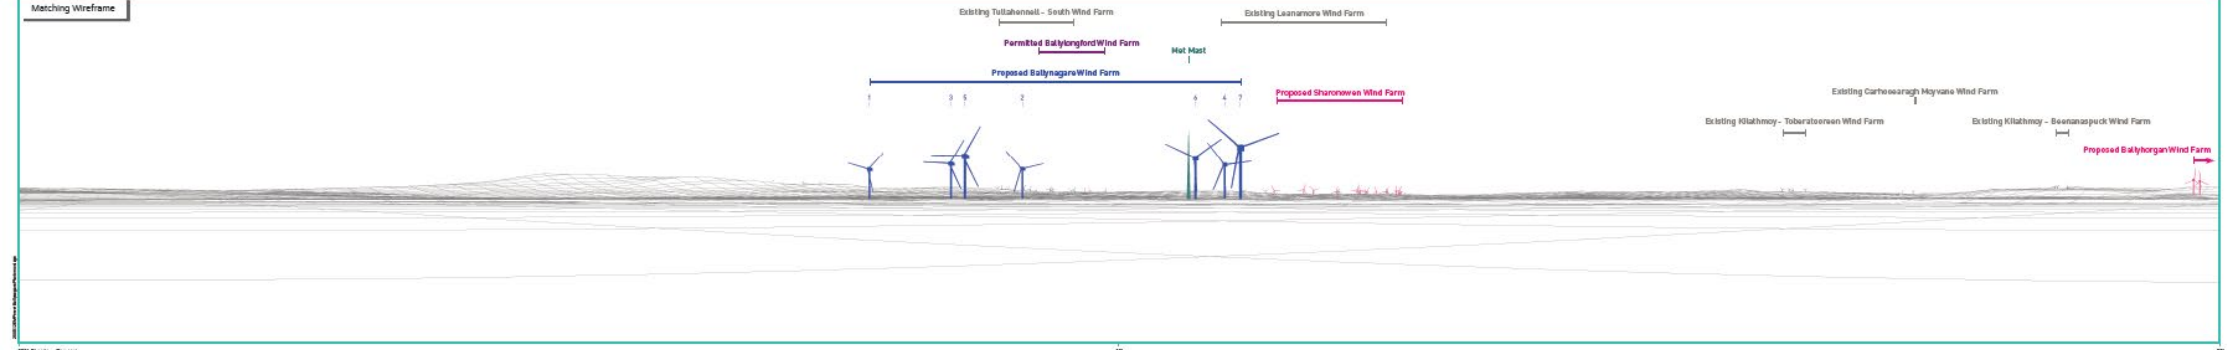 Matching Wireframe
Existing Tullahennell - South Wind Farm
Existing Leanamore Wind Farm
Permitted Ballylongford Wind Farm
Met Mast
Proposed Ballynagare Wind Farm
Proposed Sharonowen Wind Farm
Existing Carhooearagh Moyvane Wind Farm
1 3 5 2 6 4 7
Existing Kilathmoy - Toberatooreen Wind Farm
Existing Kilathmoy - Beenanaspuck Wind Farm
Proposed Ballyhorgan Wind Farm